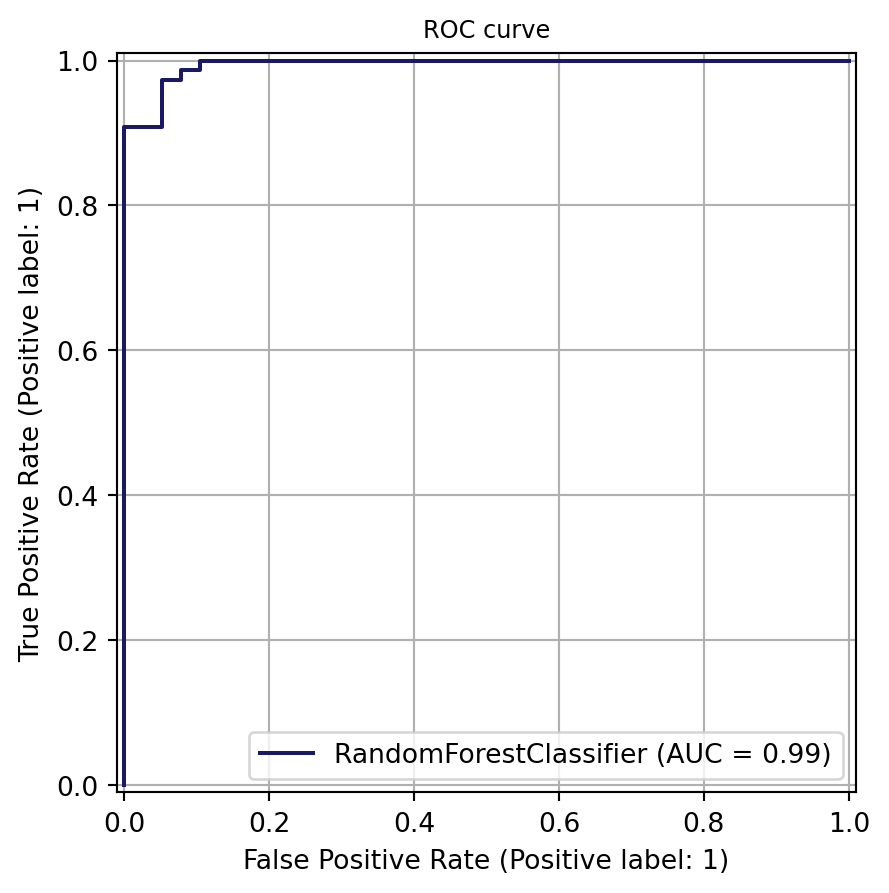 ROC curve
True Positive Rate (Positive label: 1)
1.0
0.8
0.6
0.4
0.2
0.0
RandomForestClassifier (AUC = 0.99)
0.0 0.2 0.4 0.6 0.8 1.0
False Positive Rate (Positive label: 1)